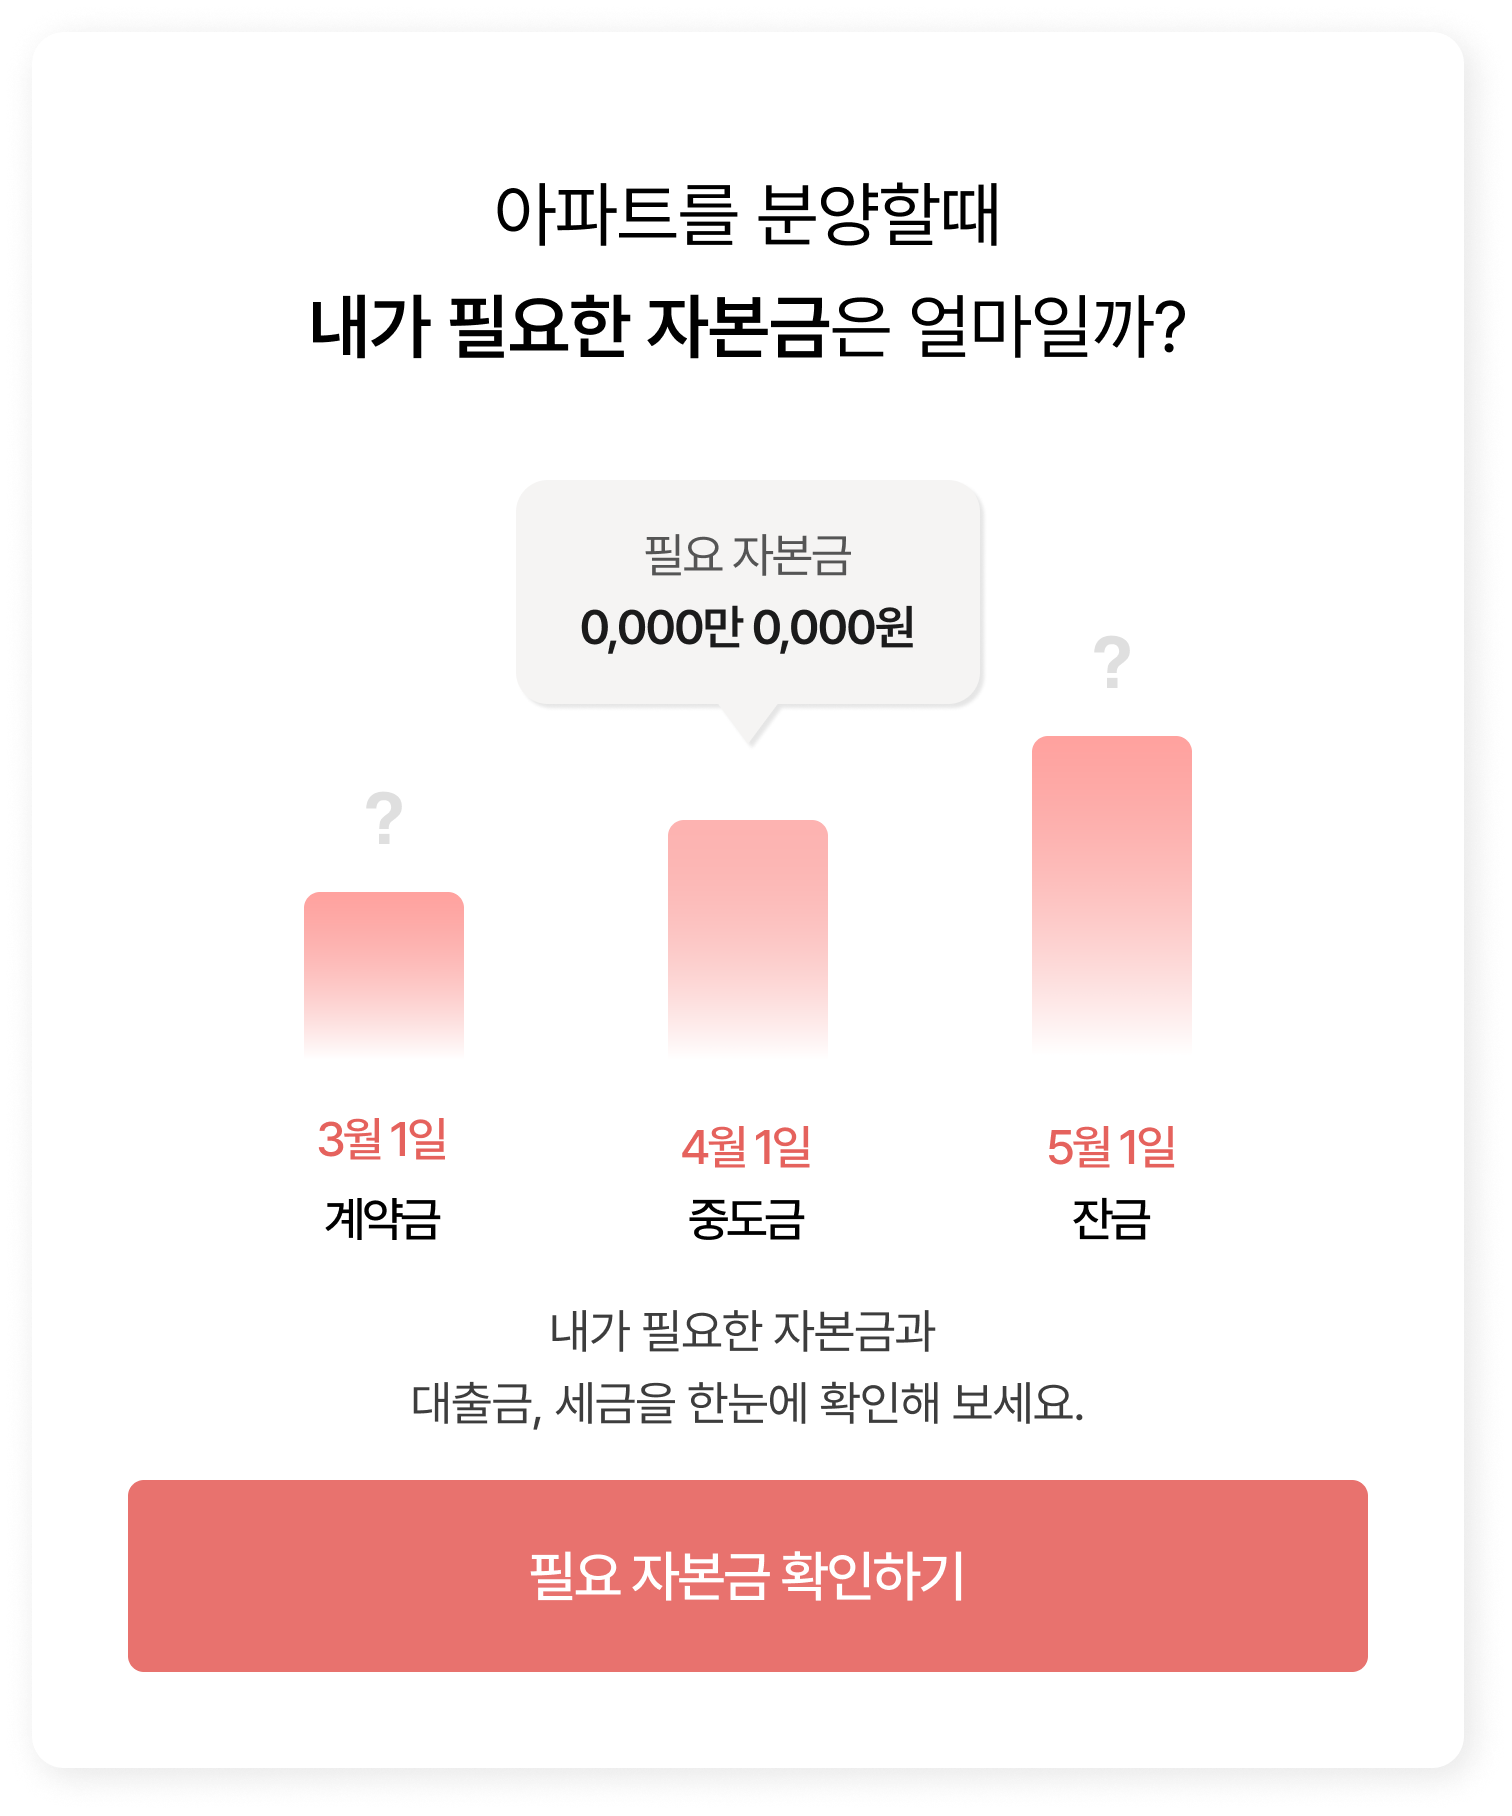 아파트를 분양할때
내가 필요한 자본금은 얼마일까?
필요 자본금
0,000만 0,000원
?
?
3월 1일
4월 1일
5월 1일
계약금
중도금
잔금
내가 필요한 자본금과
대출금, 세금을 한눈에 확인해 보세요.
필요 자본금 확인하기